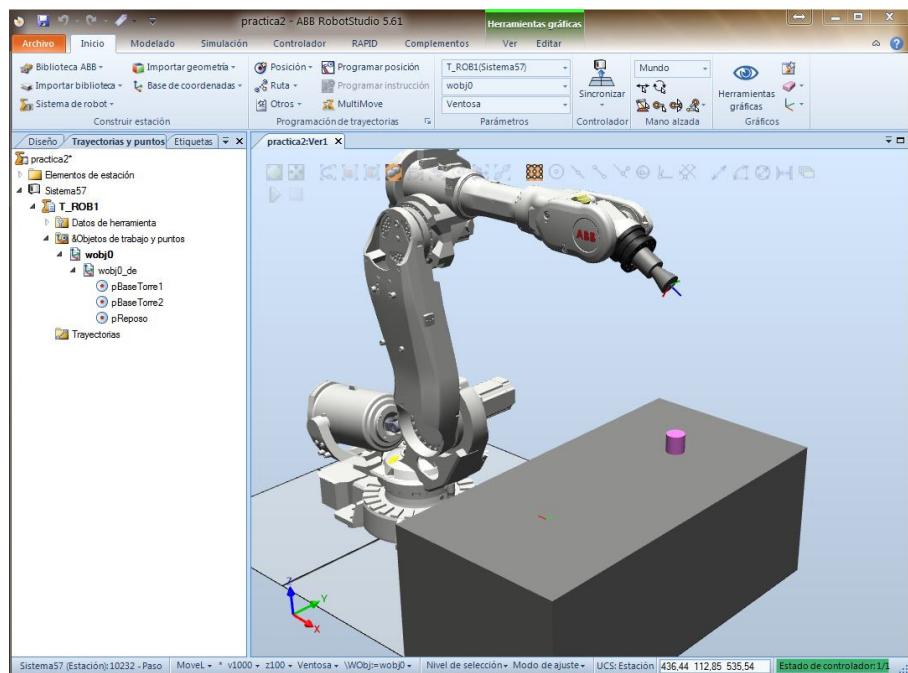 practica2 - ABB RobotStudio 5.61
Herramientas gráficas
Archivo Inicio Modelado Simulación Controlador RAPID Complementos Ver Editar
Biblioteca ABB
Importar geometría
Importar biblioteca
Base de coordenadas
Sistema de robot
Construir estación
Posición
Programar posición
Ruta
Programar instrucción
Otros
MultiMove
Programación de trayectorias
T_ROB1(Sistema57)
wobj0
Ventosa
Parámetros
Sincronizar
Controlador
Mundo
Mano alzada
Herramientas
gráficas
Gráficos
Diseño Trayectorias y puntos Etiquetas
practica2:Ver1
practica2*
Elementos de estación
Sistema57
T_ROB1
Datos de herramienta
&Objetos de trabajo y puntos
wobj0
wobj0_de
pBaseTorre1
pBaseTorre2
pReposo
Trayectorias
ABB
Z
Y
X
Sistema57 (Estación): 10232 - Paso MoveL * v1000 z100 Ventosa \WObj:=wobj0 Nivel de selección Modo de ajuste UCS: Estación 436,44 112,85 535,54 Estado de controlador: 1/1